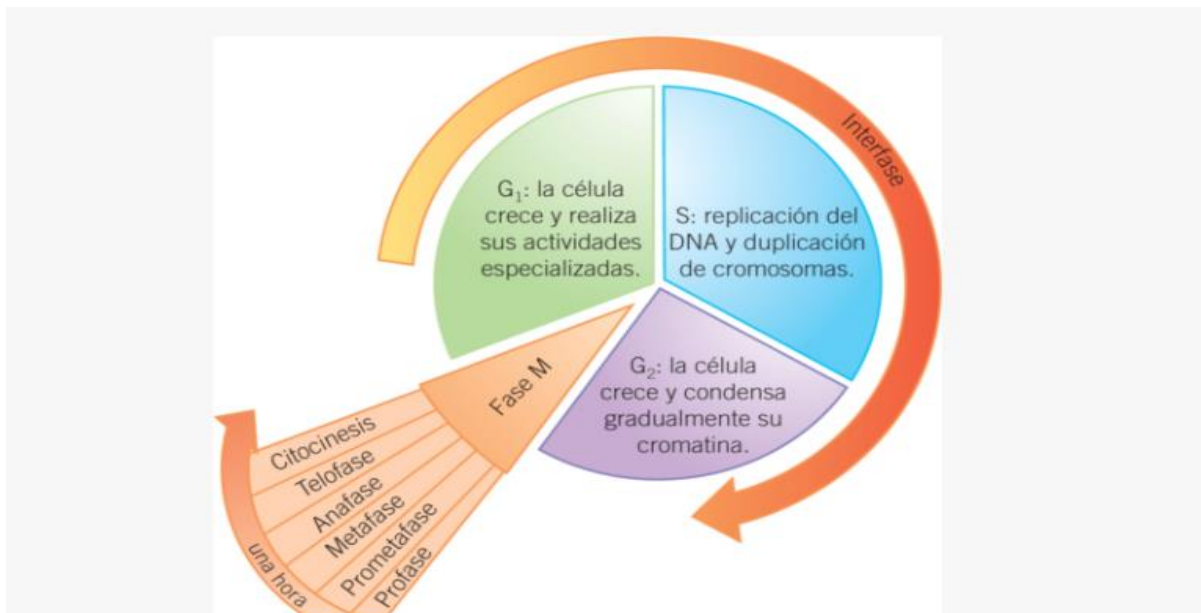 Interfase
G₁: la célula
crece y realiza
sus actividades
especializadas.
S: replicación del
DNA y duplicación
de cromosomas.
G₂: la célula
crece y condensa
gradualmente su
cromatina.
Fase M
Citocinesis
Telofase
Anafase
Metafase
Prometafase
Profase
una hora